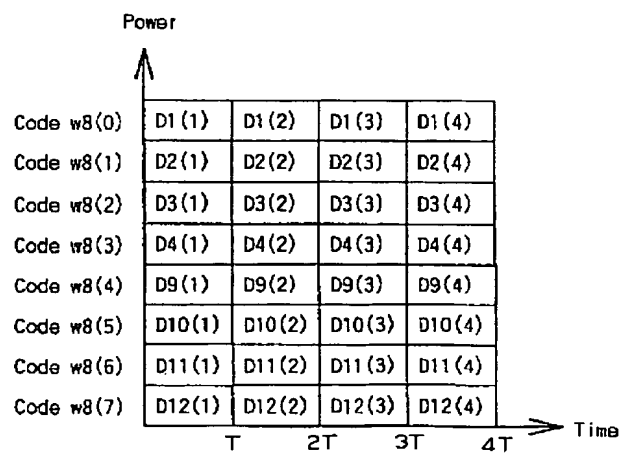 Power
Code w8(0) D1(1) D1(2) D1(3) D1(4)
Code w8(1) D2(1) D2(2) D2(3) D2(4)
Code w8(2) D3(1) D3(2) D3(3) D3(4)
Code w8(3) D4(1) D4(2) D4(3) D4(4)
Code w8(4) D9(1) D9(2) D9(3) D9(4)
Code w8(5) D10(1) D10(2) D10(3) D10(4)
Code w8(6) D11(1) D11(2) D11(3) D11(4)
Code w8(7) D12(1) D12(2) D12(3) D12(4)
T 2T 3T 4T Time